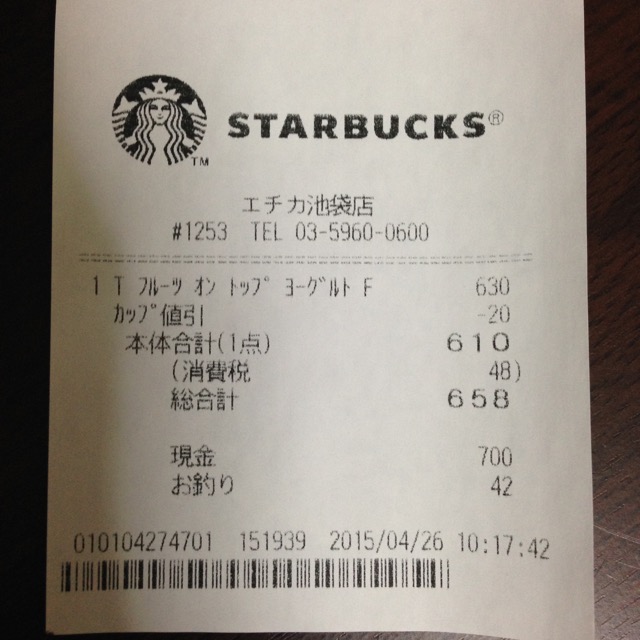 STARBUCKS®
TM
エチカ池袋店
#1253 TEL 03-5960-0600
1 T フルーツ オン トップ ヨーグルト F 630
カップ値引 -20
本体合計(1点) 610
(消費税 48)
総合計 658
現金 700
お釣り 42
010104274701 151939 2015/04/26 10:17:42